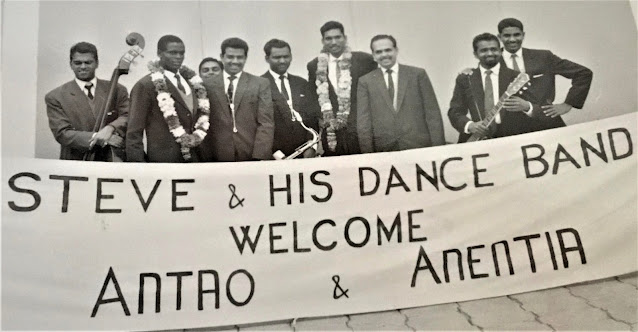 STEVE & HIS DANCE BAND
WELCOME
ANTAO & ANENTIA